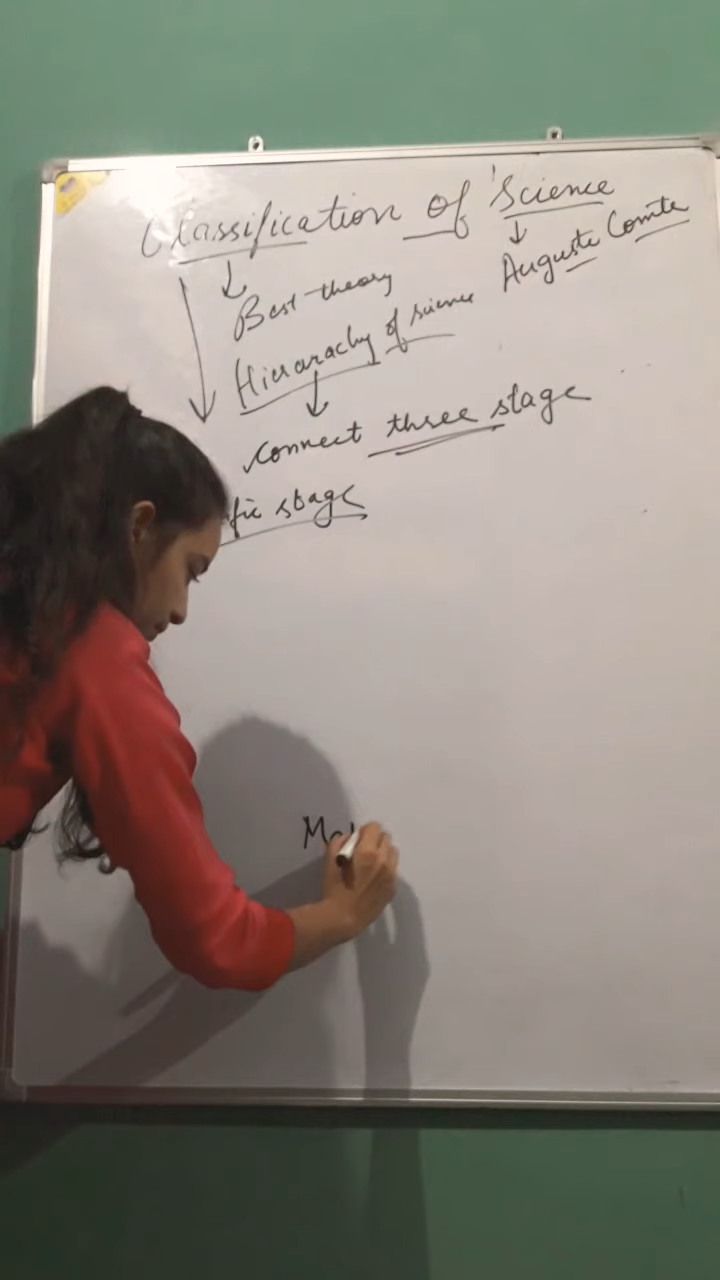 Classification of 'Science
Best-theory
Auguste Comte
Hierarachy of science
connect three stage
fic stage